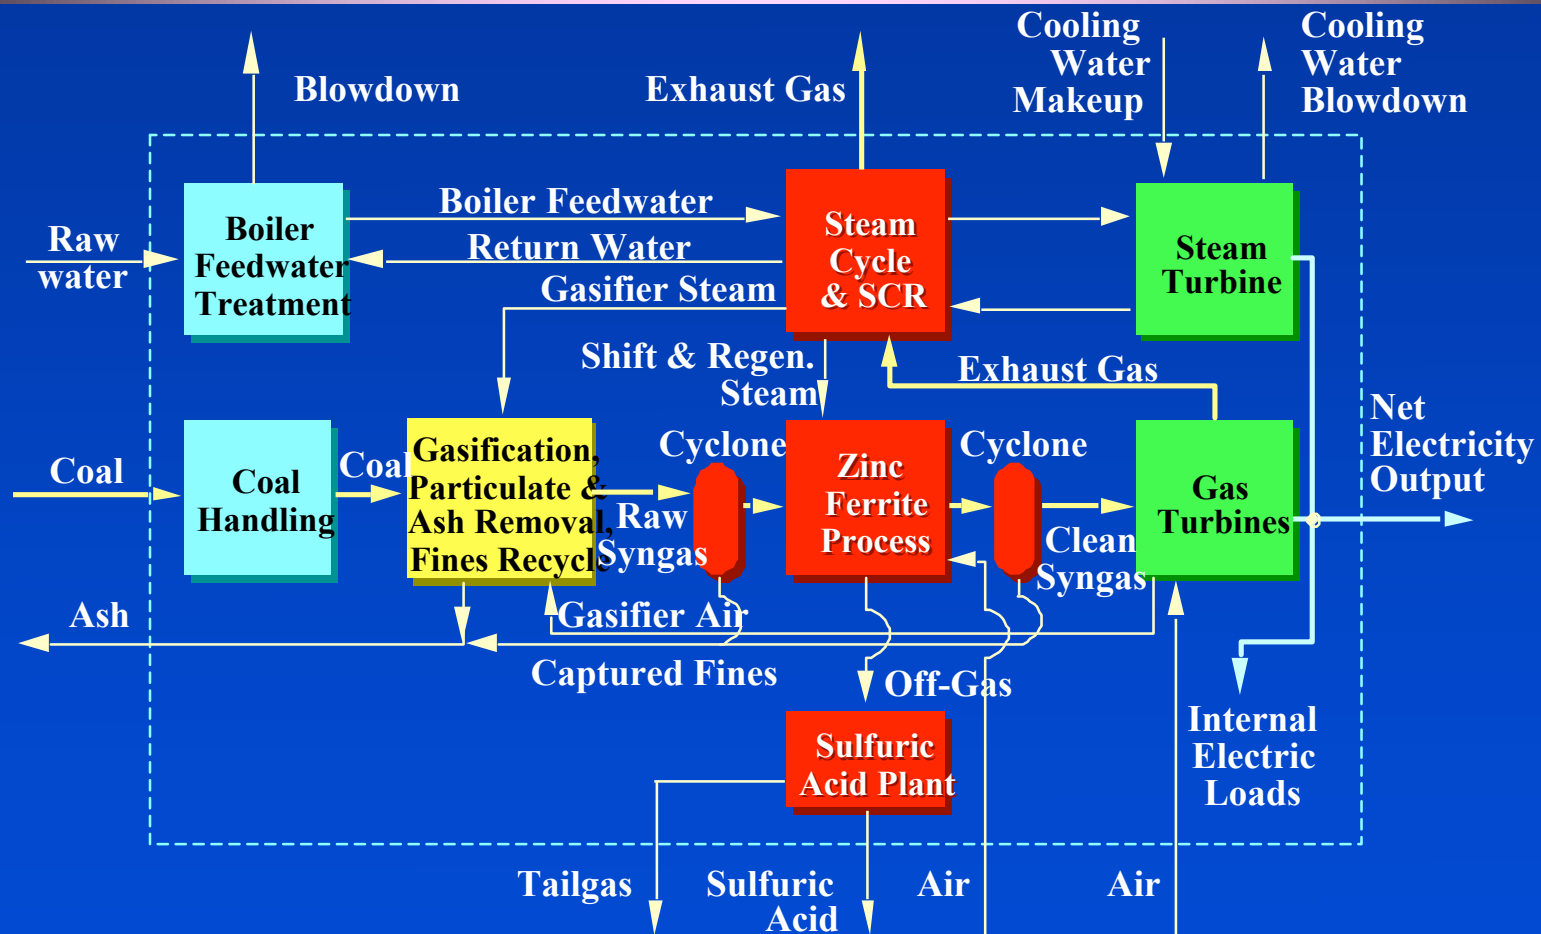 Cooling
Water
Makeup
Cooling
Water
Blowdown
Blowdown
Exhaust Gas
Boiler
Feedwater
Treatment
Raw
water
Boiler Feedwater
Return Water
Gasifier Steam
Steam
Cycle
& SCR
Steam
Turbine
Shift & Regen.
Steam
Exhaust Gas
Net
Electricity
Output
Coal
Coal
Handling
Coal
Gasification,
Particulate &
Ash Removal,
Fines Recycle
Cyclone
Raw
Syngas
Zinc
Ferrite
Process
Cyclone
Clean
Syngas
Gas
Turbines
Ash
Gasifier Air
Captured Fines
Off-Gas
Internal
Electric
Loads
Sulfuric
Acid Plant
Tailgas
Sulfuric
Acid
Air
Air